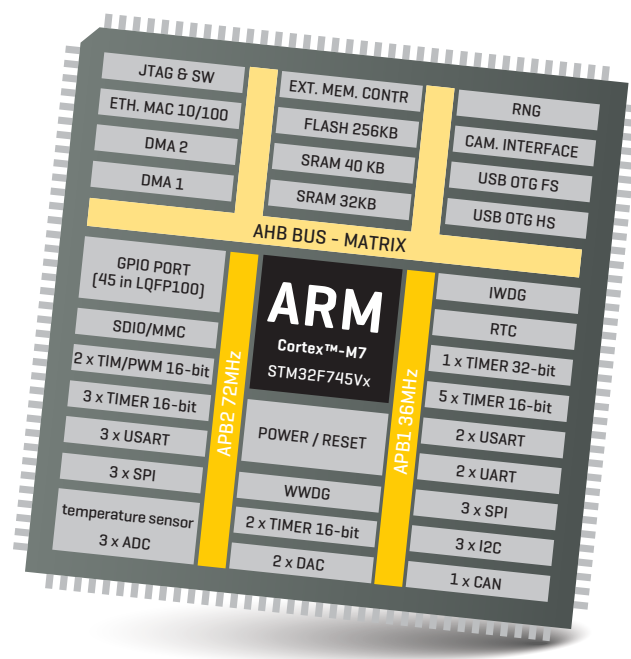 JTAG & SW
ETH. MAC 10/100
DMA 2
DMA 1
EXT. MEM. CONTR
FLASH 256KB
SRAM 40 KB
SRAM 32KB
RNG
CAM. INTERFACE
USB OTG FS
USB OTG HS
AHB BUS - MATRIX
GPIO PORT
(45 in LQFP100)
SDIO/MMC
2 x TIM/PWM 16-bit
3 x TIMER 16-bit
3 x USART
3 x SPI
temperature sensor
3 x ADC
APB2 72MHz
ARM
Cortex™-M7
STM32F745Vx
POWER / RESET
WWDG
2 x TIMER 16-bit
2 x DAC
APB1 36MHz
IWDG
RTC
1 x TIMER 32-bit
5 x TIMER 16-bit
2 x USART
2 x UART
3 x SPI
3 x I2C
1 x CAN